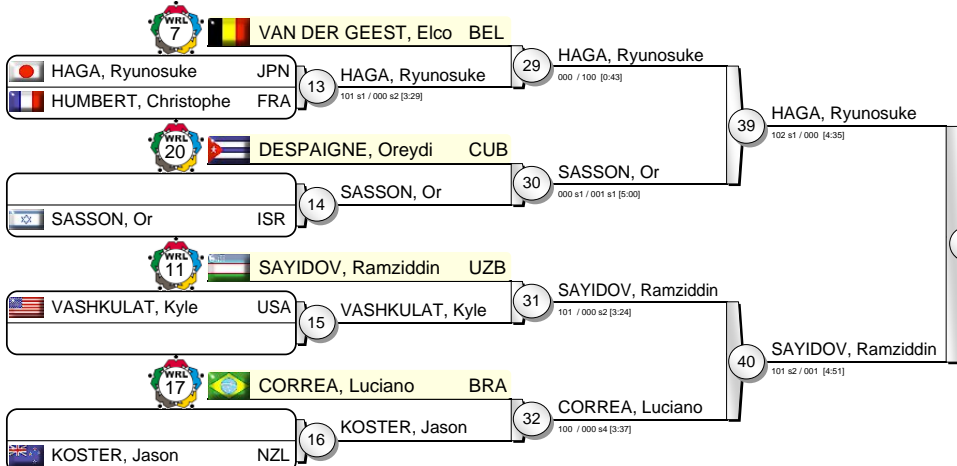 WRL
7
VAN DER GEEST, Elco BEL
HAGA, Ryunosuke JPN
HUMBERT, Christophe FRA
13
HAGA, Ryunosuke
101 s1 / 000 s2 [3:29]
29
HAGA, Ryunosuke
000 / 100 [0:43]
WRL
20
DESPAIGNE, Oreydi CUB
SASSON, Or ISR
14
SASSON, Or
30
SASSON, Or
000 s1 / 001 s1 [5:00]
39
HAGA, Ryunosuke
102 s1 / 000 [4:35]
WRL
11
SAYIDOV, Ramziddin UZB
VASHKULAT, Kyle USA
15
VASHKULAT, Kyle
31
SAYIDOV, Ramziddin
101 / 000 s2 [3:24]
WRL
17
CORREA, Luciano BRA
KOSTER, Jason NZL
16
KOSTER, Jason
32
CORREA, Luciano
100 / 000 s4 [3:37]
40
SAYIDOV, Ramziddin
101 s2 / 001 [4:51]